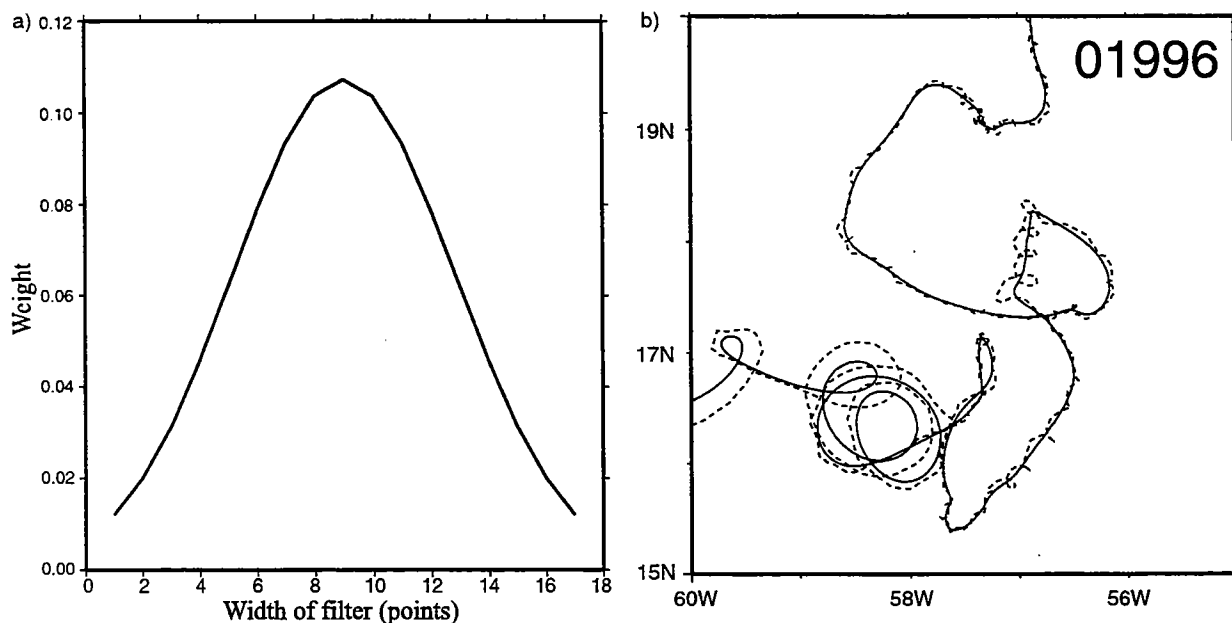 a)
0.12
0.10
0.08
0.06
0.04
0.02
0.00
Weight
0 2 4 6 8 10 12 14 16 18
Width of filter (points)
b)
01996
19N
17N
15N
60W 58W 56W